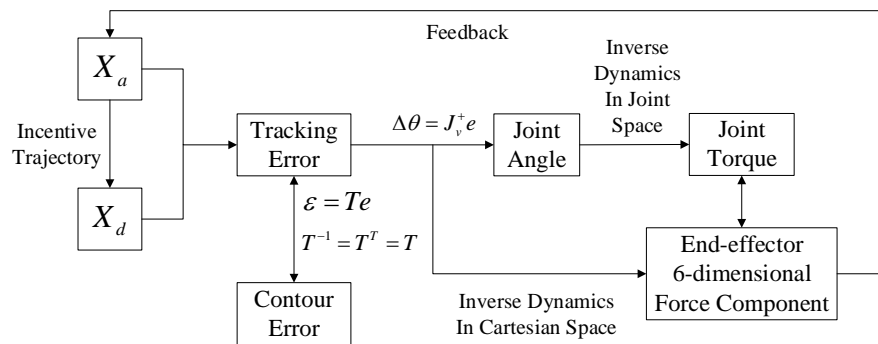 Feedback
X_a
Incentive
Trajectory
X_d
Tracking
Error
ε = Te
T^{-1} = T^T = T
Contour
Error
Δθ = J_v^+ e
Joint
Angle
Inverse
Dynamics
In Joint
Space
Joint
Torque
End-effector
6-dimensional
Force Component
Inverse Dynamics
In Cartesian Space